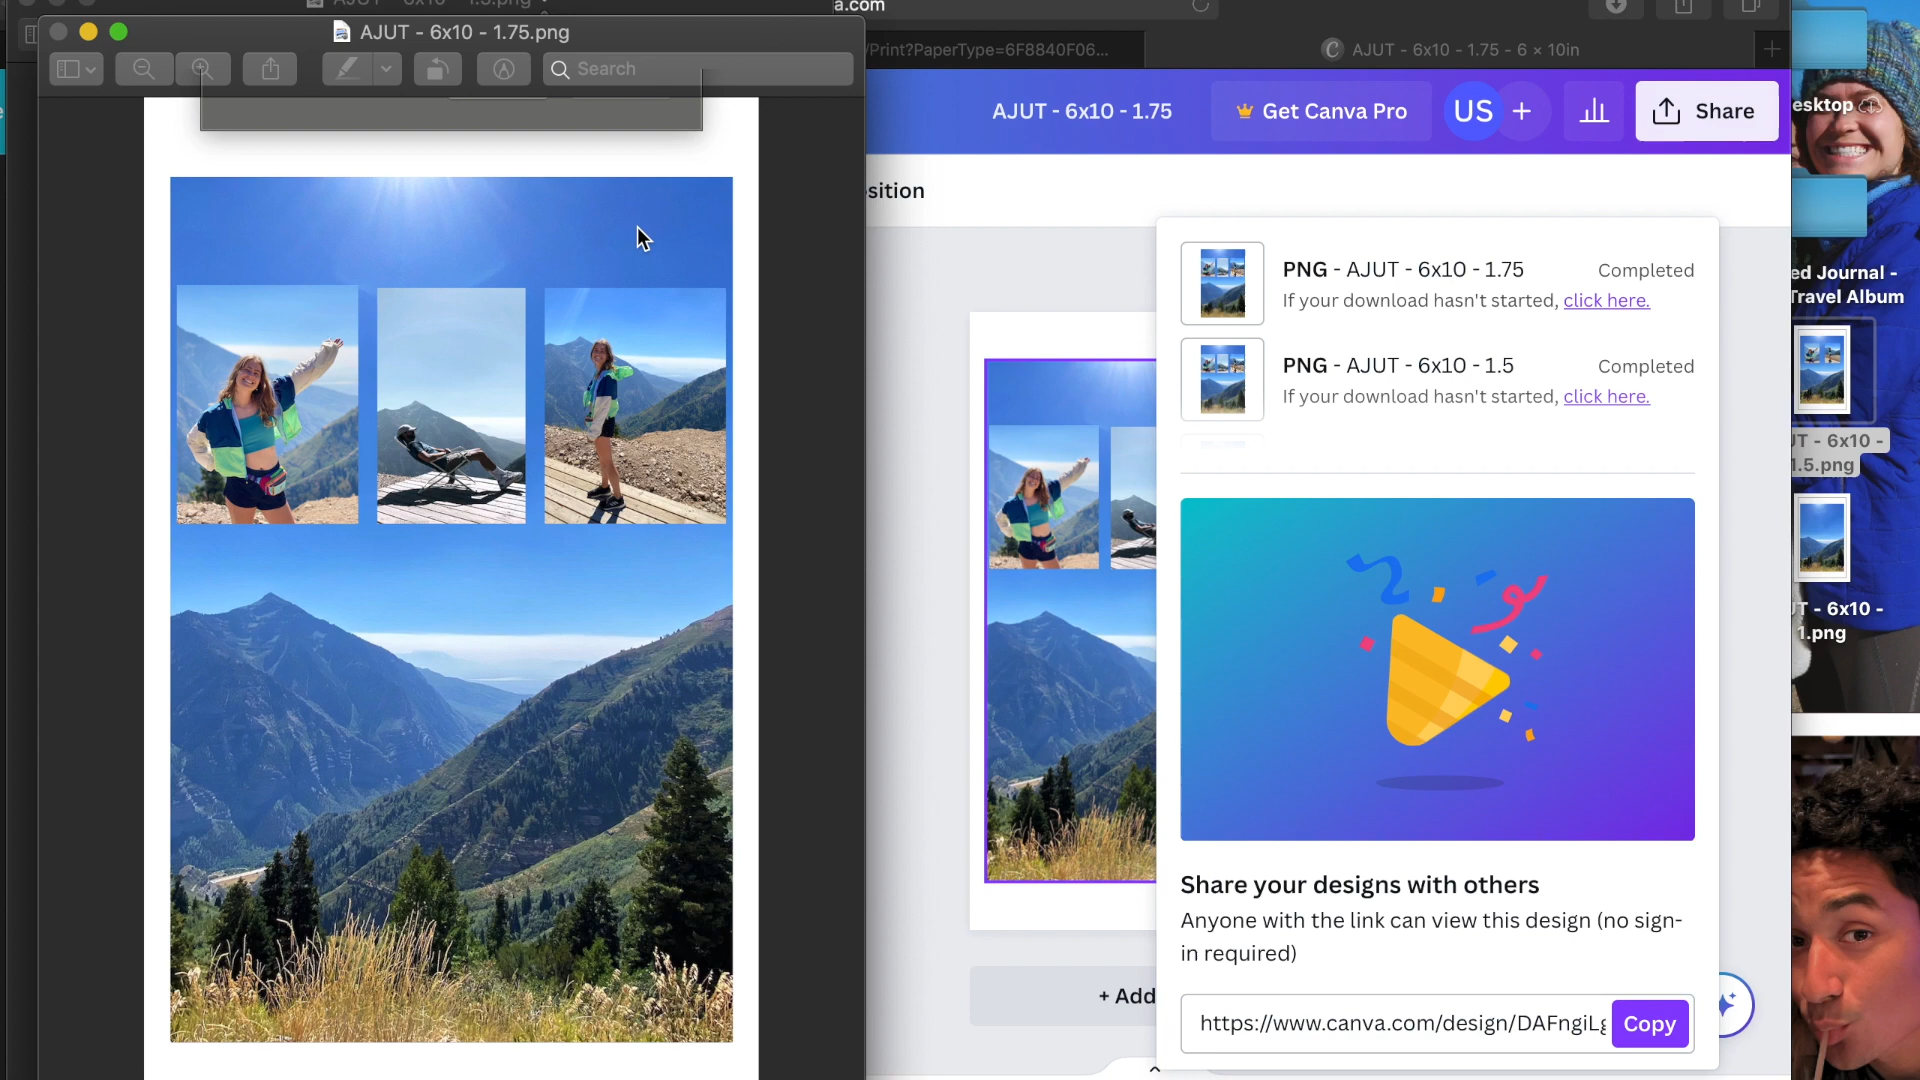 a.com
AJUT - 6x10 - 1.75.png
Search
/Print?PaperType=6F8840F06...
AJUT - 6x10 - 1.75 - 6 × 10in
AJUT - 6x10 - 1.75
Get Canva Pro
US
+
Share
sition
PNG - AJUT - 6x10 - 1.75
Completed
If your download hasn't started, click here.
PNG - AJUT - 6x10 - 1.5
Completed
If your download hasn't started, click here.
Share your designs with others
Anyone with the link can view this design (no sign-
in required)
https://www.canva.com/design/DAFngiLg
Copy
+ Add
esktop
ed Journal -
Travel Album
JT - 6x10 -
1.5.png
JT - 6x10 -
1.png